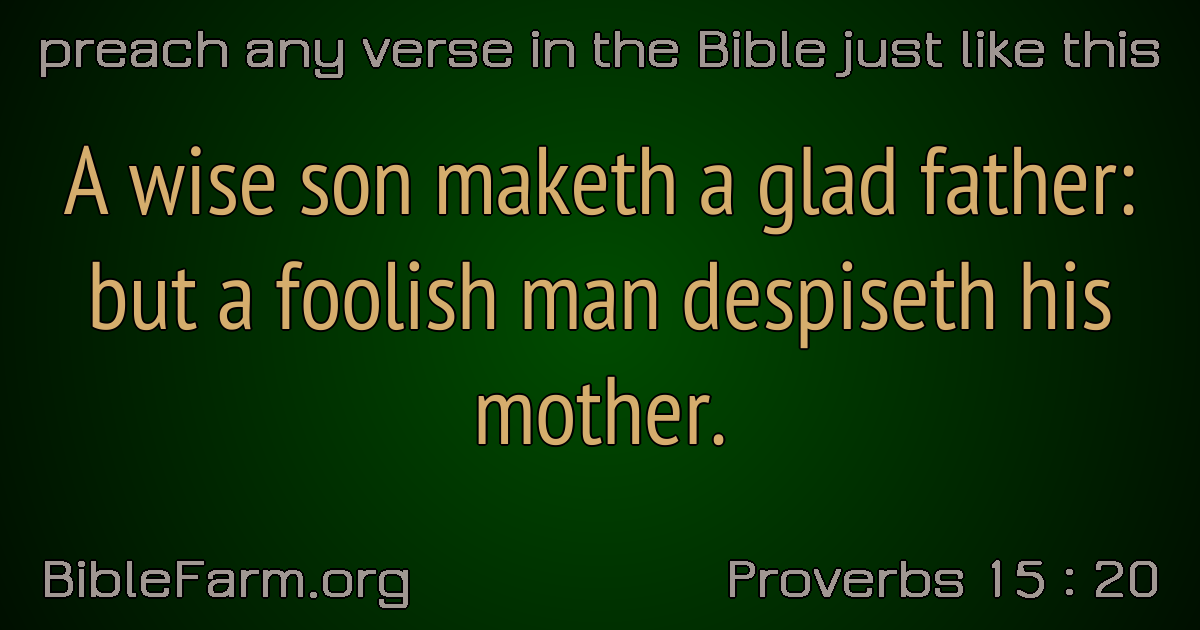 preach any verse in the Bible just like this
A wise son maketh a glad father:
but a foolish man despiseth his
mother.
BibleFarm.org
Proverbs 15 : 20